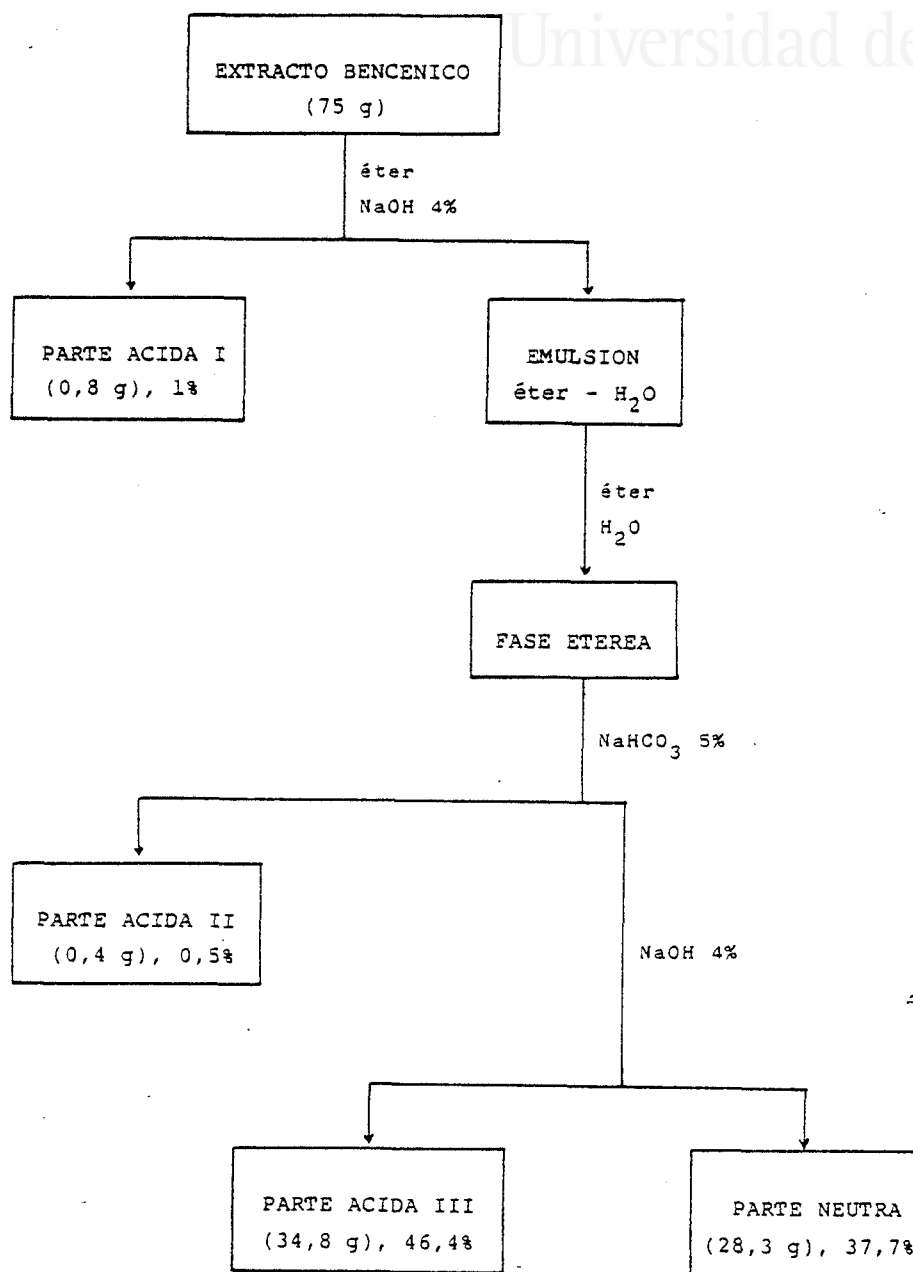 Universidad de
EXTRACTO BENCENICO
(75 g)
éter
NaOH 4%
PARTE ACIDA I
(0,8 g), 1%
EMULSION
éter - H₂O
éter
H₂O
FASE ETEREA
NaHCO₃ 5%
PARTE ACIDA II
(0,4 g), 0,5%
NaOH 4%
PARTE ACIDA III
(34,8 g), 46,4%
PARTE NEUTRA
(28,3 g), 37,7%